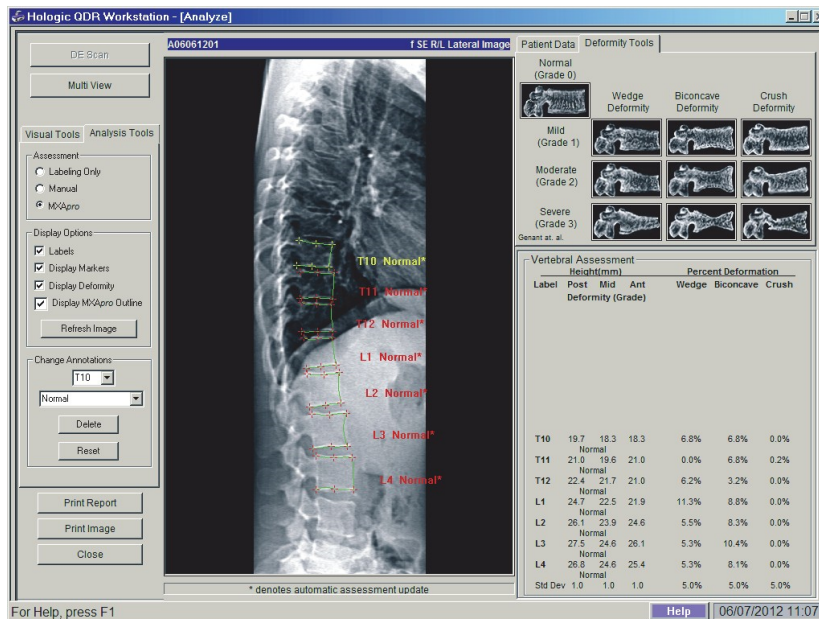 Hologic QDR Workstation - [Analyze]
DE Scan
Multi View
Visual Tools
Analysis Tools
Assessment
Labeling Only
Manual
MXApro
Display Options
Labels
Display Markers
Display Deformity
Display MXApro Outline
Refresh Image
Change Annotations
T10
Normal
Delete
Reset
Print Report
Print Image
Close
A06061201 f SE R/L Lateral Image
T10 Normal*
T11 Normal*
T12 Normal*
L1 Normal*
L2 Normal*
L3 Normal*
L4 Normal*
* denotes automatic assessment update
Patient Data
Deformity Tools
Normal
(Grade 0)
Wedge
Deformity
Biconcave
Deformity
Crush
Deformity
Mild
(Grade 1)
Moderate
(Grade 2)
Severe
(Grade 3)
Genant at. al.
Vertebral Assessment
Height(mm) Percent Deformation
Label Post Mid Ant Wedge Biconcave Crush
Deformity (Grade)
T10 19.7 18.3 18.3 6.8% 6.8% 0.0%
Normal
T11 21.0 19.6 21.0 0.0% 6.8% 0.2%
Normal
T12 22.4 21.7 21.0 6.2% 3.2% 0.0%
Normal
L1 24.7 22.5 21.9 11.3% 8.8% 0.0%
Normal
L2 26.1 23.9 24.6 5.5% 8.3% 0.0%
Normal
L3 27.5 24.6 26.1 5.3% 10.4% 0.0%
Normal
L4 26.8 24.6 25.4 5.3% 8.1% 0.0%
Normal
Std Dev 1.0 1.0 1.0 5.0% 5.0% 5.0%
For Help, press F1
Help
06/07/2012 11:07